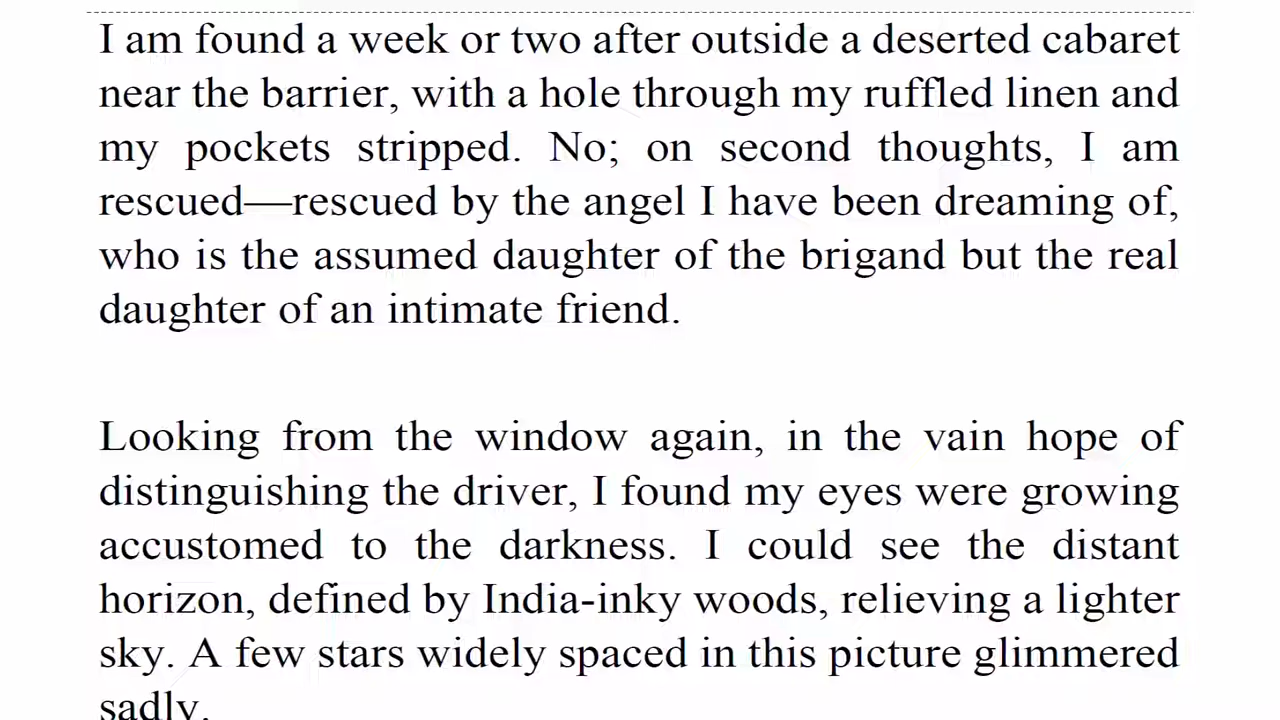 I am found a week or two after outside a deserted cabaret
near the barrier, with a hole through my ruffled linen and
my pockets stripped. No; on second thoughts, I am
rescued—rescued by the angel I have been dreaming of,
who is the assumed daughter of the brigand but the real
daughter of an intimate friend.
Looking from the window again, in the vain hope of
distinguishing the driver, I found my eyes were growing
accustomed to the darkness. I could see the distant
horizon, defined by India-inky woods, relieving a lighter
sky. A few stars widely spaced in this picture glimmered
sadly.